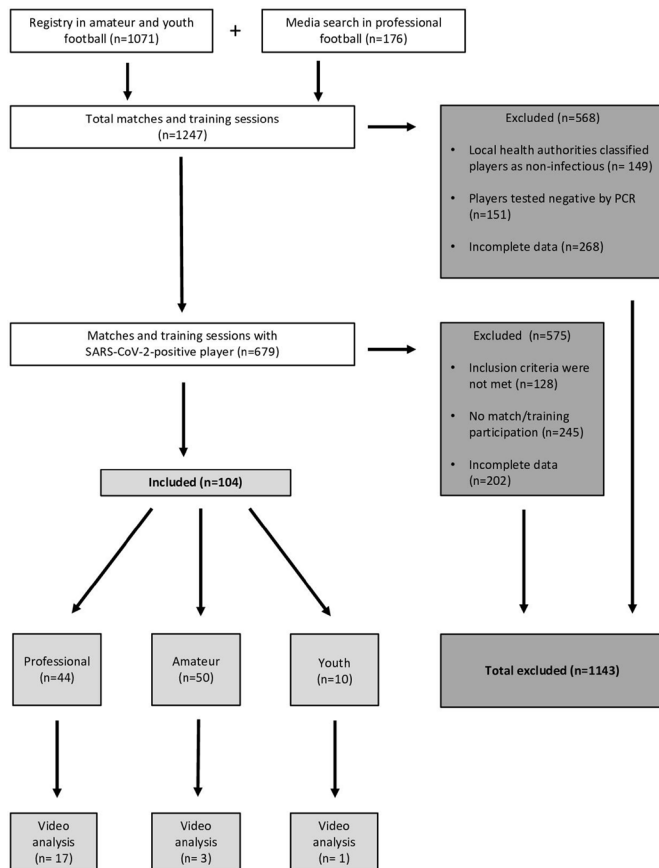 Registry in amateur and youth
football (n=1071)
+
Media search in professional
football (n=176)
Total matches and training sessions
(n=1247)
Excluded (n=568)
• Local health authorities classified
players as non-infectious (n= 149)
• Players tested negative by PCR
(n=151)
• Incomplete data (n=268)
Matches and training sessions with
SARS-CoV-2-positive player (n=679)
Excluded (n=575)
• Inclusion criteria were
not met (n=128)
• No match/training
participation (n=245)
• Incomplete data
(n=202)
Included (n=104)
Professional
(n=44)
Amateur
(n=50)
Youth
(n=10)
Total excluded (n=1143)
Video
analysis
(n= 17)
Video
analysis
(n= 3)
Video
analysis
(n= 1)